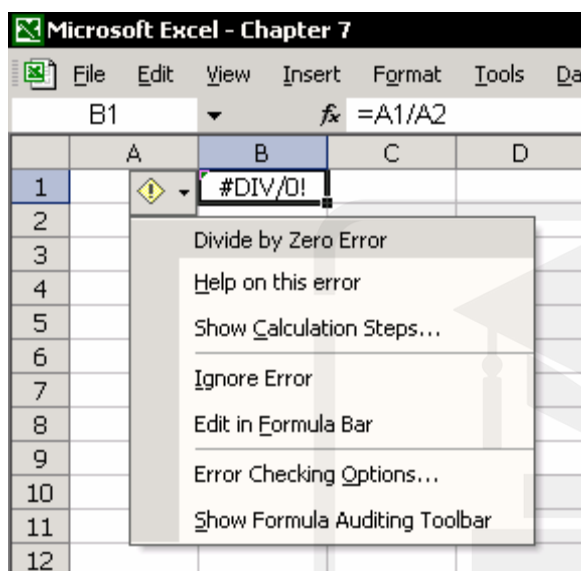 Microsoft Excel - Chapter 7
File Edit View Insert Format Tools Da
B1 fx =A1/A2
A B C D
1 #DIV/0!
2
3
4
5
6
7
8
9
10
11
12
Divide by Zero Error
Help on this error
Show Calculation Steps...
Ignore Error
Edit in Formula Bar
Error Checking Options...
Show Formula Auditing Toolbar